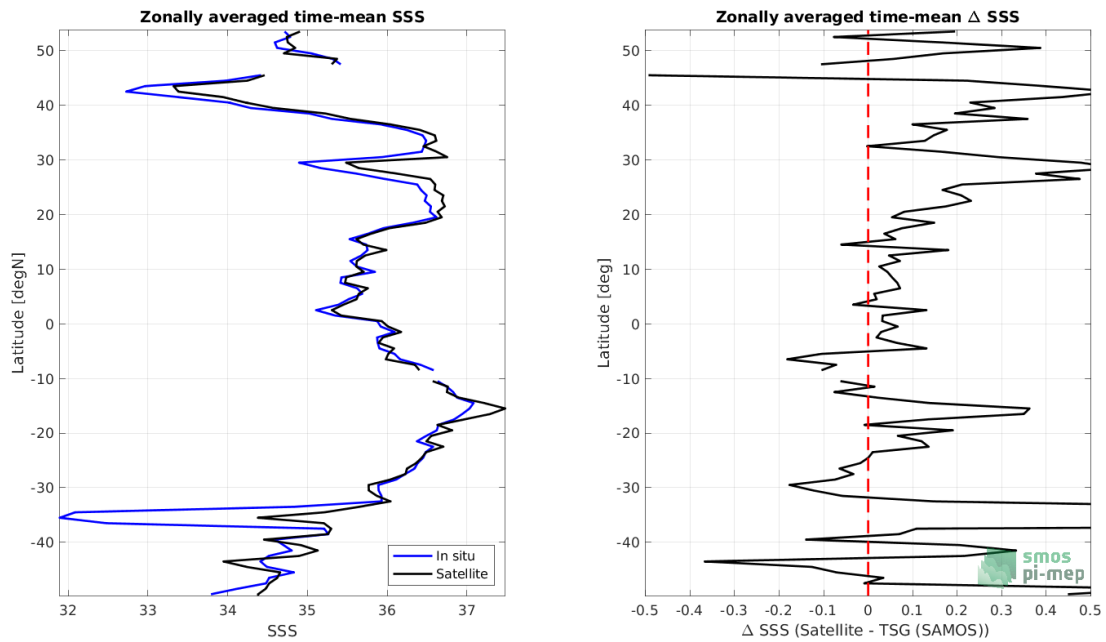 Zonally averaged time-mean SSS
50
40
30
20
10
0
-10
-20
-30
-40
Latitude [degN]
In situ
Satellite
32 33 34 35 36 37
SSS
Zonally averaged time-mean Δ SSS
50
40
30
20
10
0
-10
-20
-30
-40
Latitude [deg]
smos
pi-mep
-0.5 -0.4 -0.3 -0.2 -0.1 0 0.1 0.2 0.3 0.4 0.5
Δ SSS (Satellite - TSG (SAMOS))